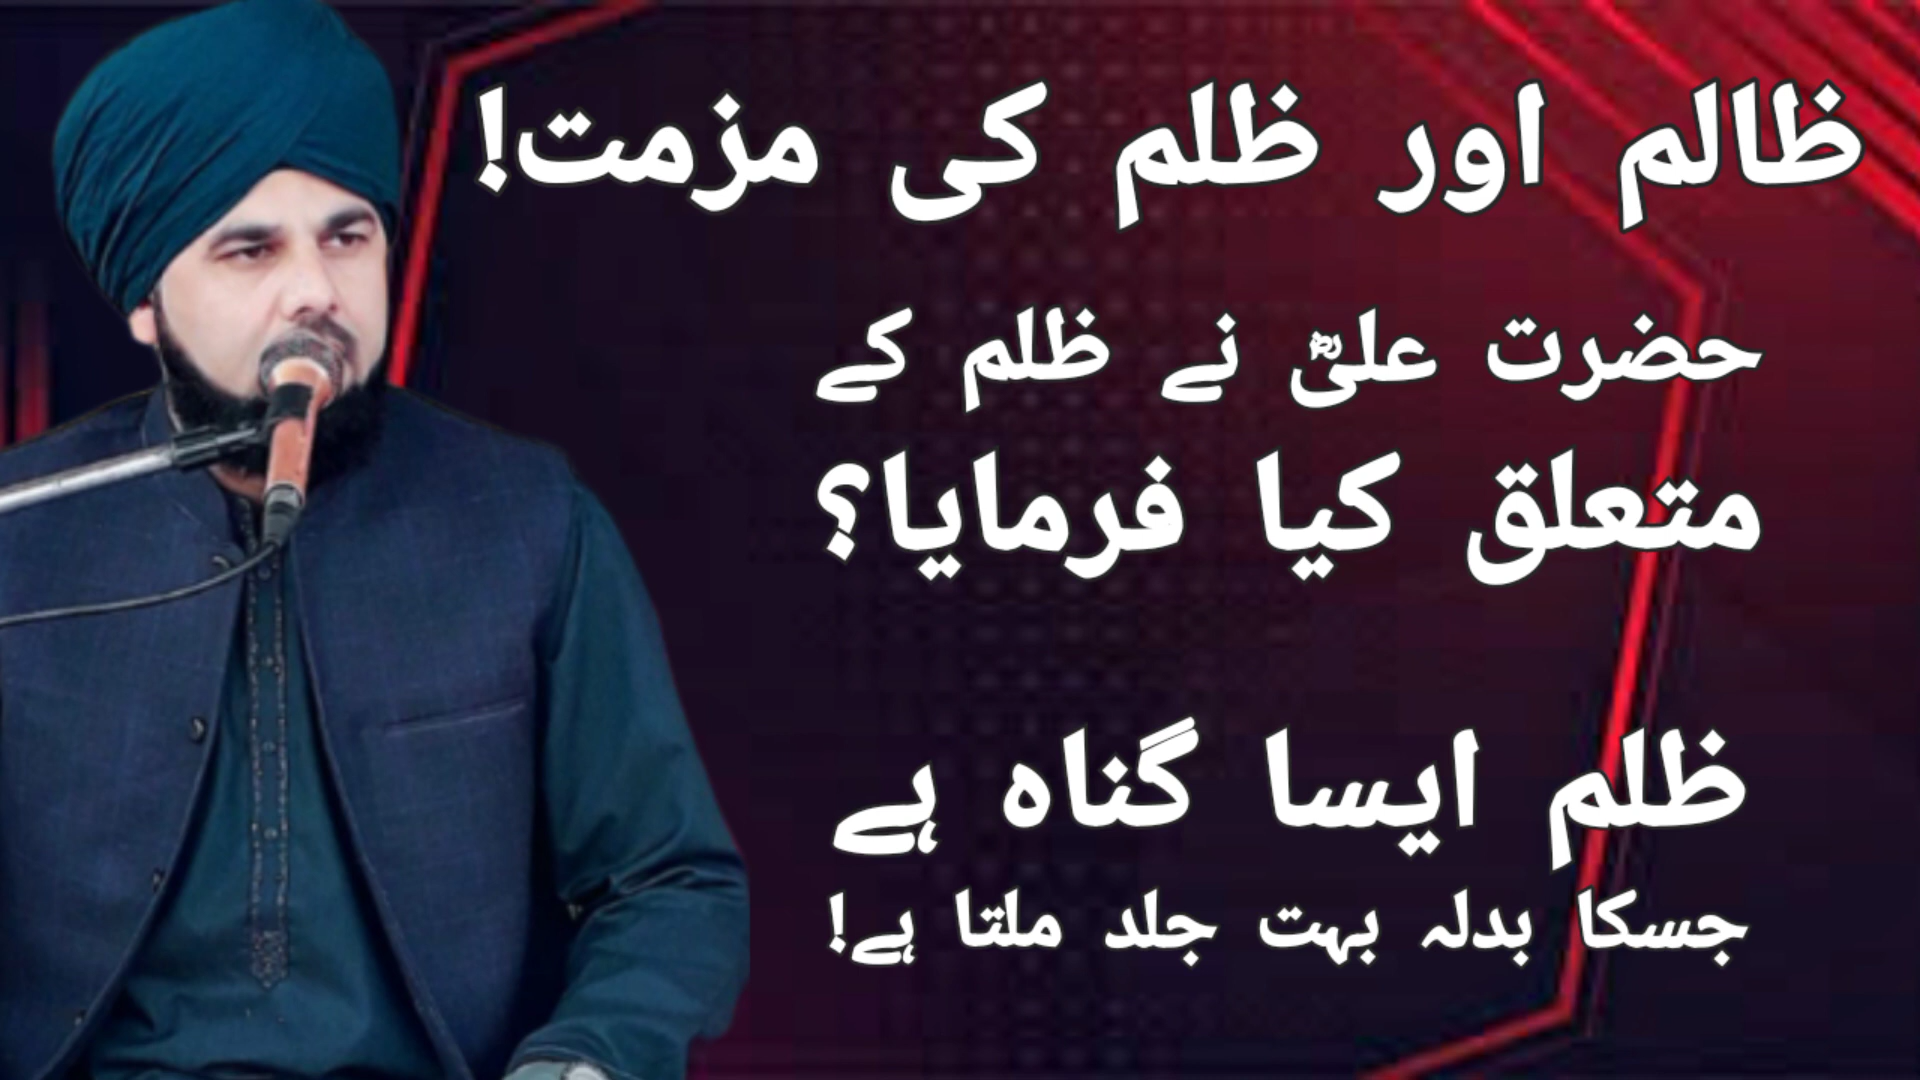 ظالم اور ظلم کی مزمت!
حضرت علیؓ نے ظلم کے
متعلق کیا فرمایا؟
ظلم ایسا گناہ ہے
جسکا بدلہ بہت جلد ملتا ہے!